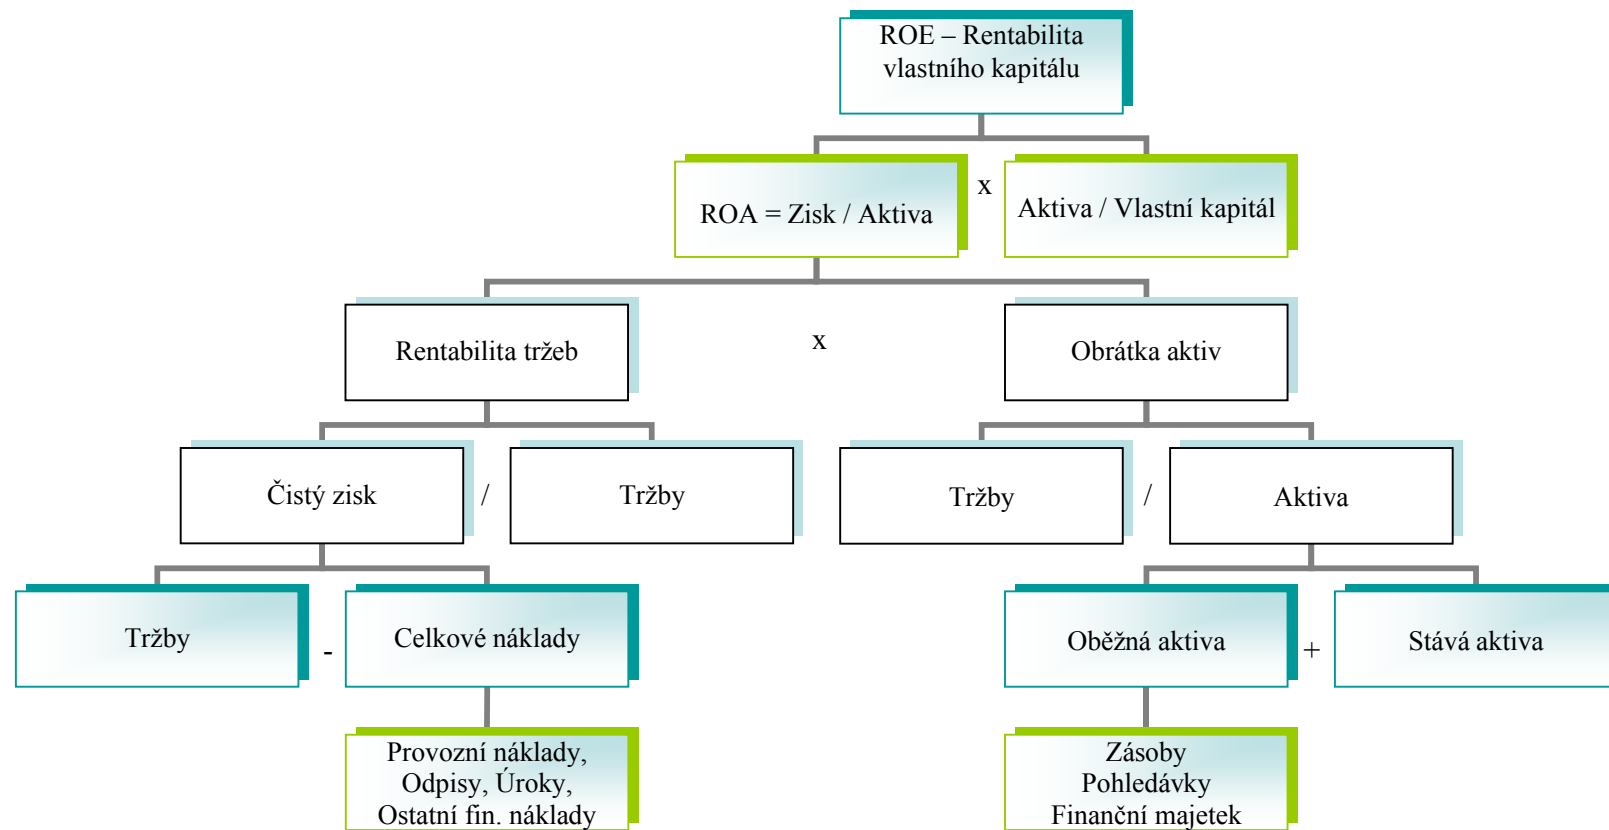 ROE – Rentabilita
vlastního kapitálu
ROA = Zisk / Aktiva
x
Aktiva / Vlastní kapitál
Rentabilita tržeb
x
Obrátka aktiv
Čistý zisk
/
Tržby
Tržby
/
Aktiva
Tržby
-
Celkové náklady
Oběžná aktiva
+
Stává aktiva
Provozní náklady,
Odpisy, Úroky,
Ostatní fin. náklady
Zásoby
Pohledávky
Finanční majetek